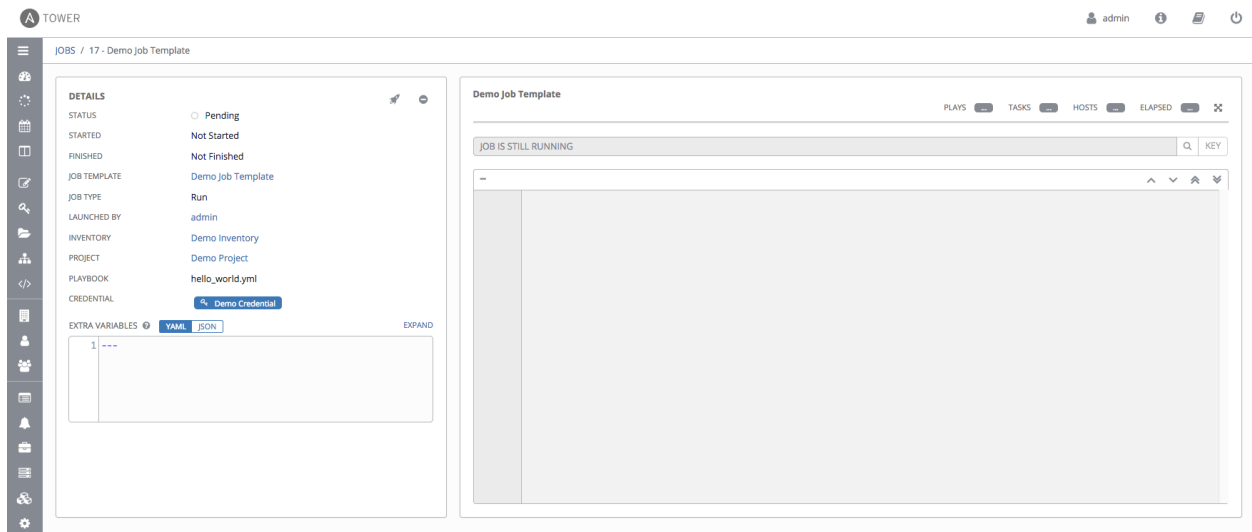 A TOWER
admin
JOBS / 17 - Demo Job Template
DETAILS
STATUS Pending
STARTED Not Started
FINISHED Not Finished
JOB TEMPLATE Demo Job Template
JOB TYPE Run
LAUNCHED BY admin
INVENTORY Demo Inventory
PROJECT Demo Project
PLAYBOOK hello_world.yml
CREDENTIAL Demo Credential
EXTRA VARIABLES YAML JSON EXPAND
1 ---
Demo Job Template
PLAYS ... TASKS ... HOSTS ... ELAPSED ...
JOB IS STILL RUNNING KEY